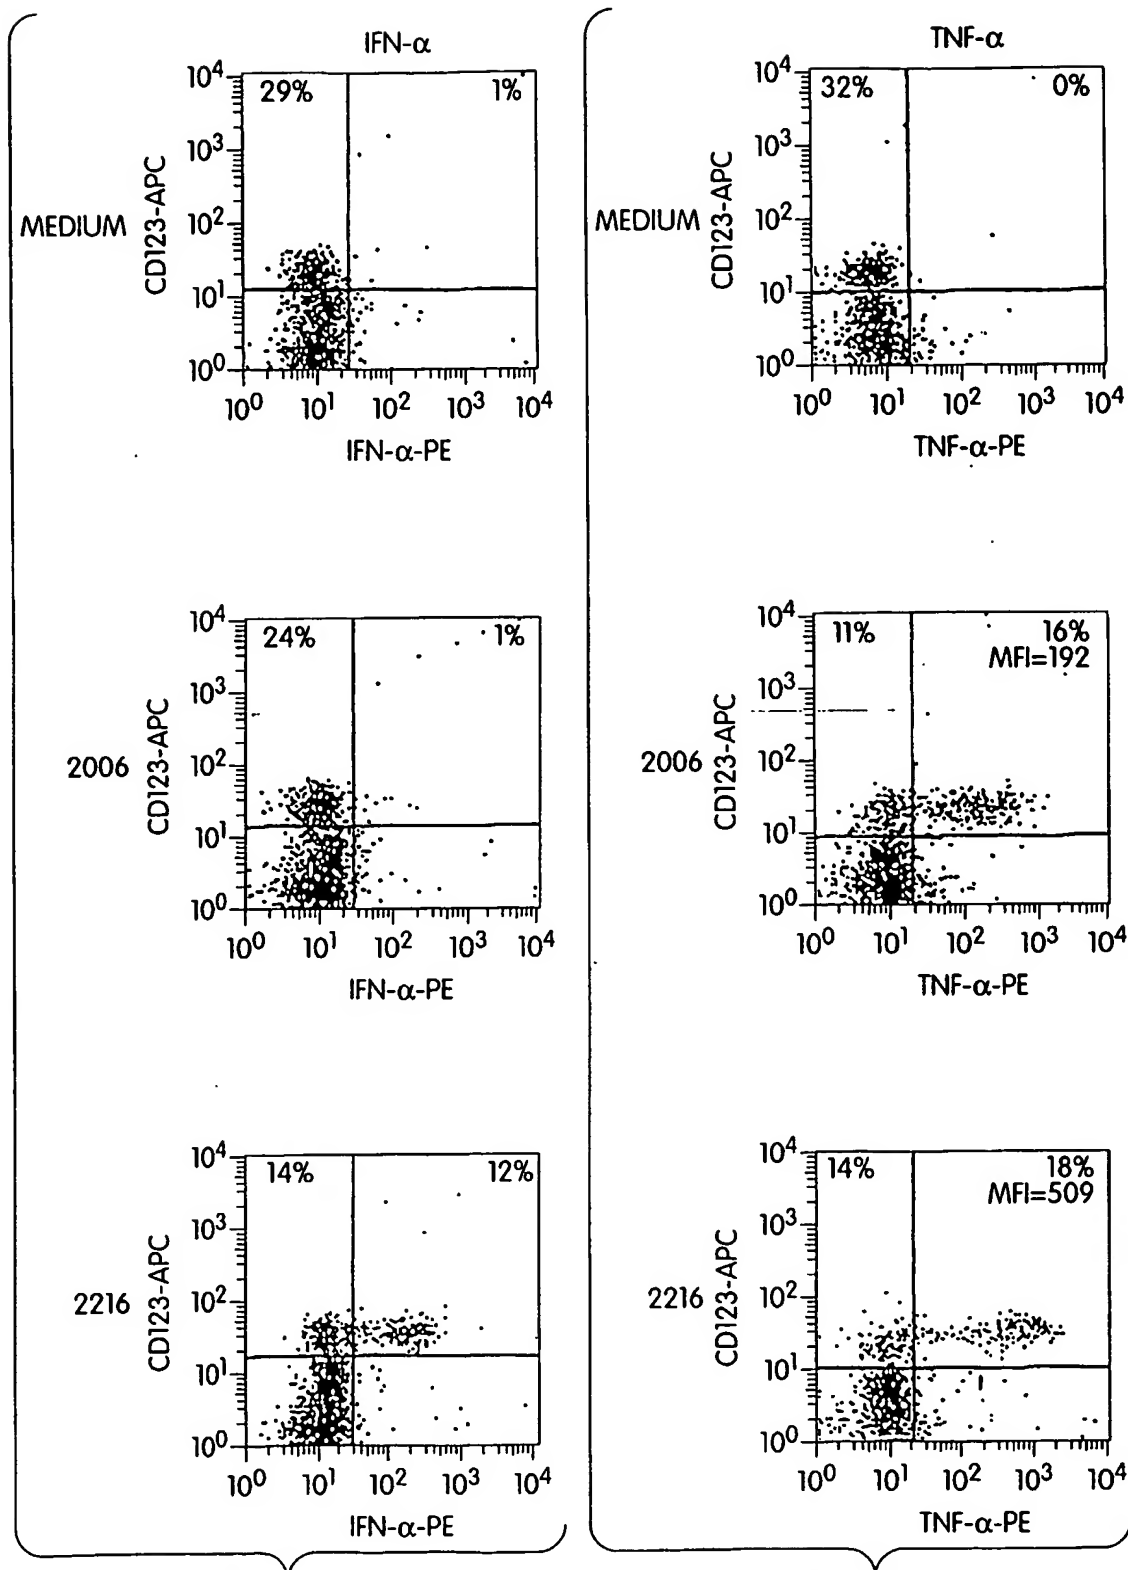 IFN-α
10⁴
29% 1%
10³
CD123-APC
MEDIUM
10²
10¹
10⁰
10⁰ 10¹ 10² 10³ 10⁴
IFN-α-PE
10⁴
24% 1%
10³
CD123-APC
2006
10²
10¹
10⁰
10⁰ 10¹ 10² 10³ 10⁴
IFN-α-PE
10⁴
14% 12%
10³
CD123-APC
2216
10²
10¹
10⁰
10⁰ 10¹ 10² 10³ 10⁴
IFN-α-PE
TNF-α
10⁴
32% 0%
10³
CD123-APC
MEDIUM
10²
10¹
10⁰
10⁰ 10¹ 10² 10³ 10⁴
TNF-α-PE
10⁴
11% 16%
MFI=192
10³
CD123-APC
2006
10²
10¹
10⁰
10⁰ 10¹ 10² 10³ 10⁴
TNF-α-PE
10⁴
14% 18%
MFI=509
10³
CD123-APC
2216
10²
10¹
10⁰
10⁰ 10¹ 10² 10³ 10⁴
TNF-α-PE